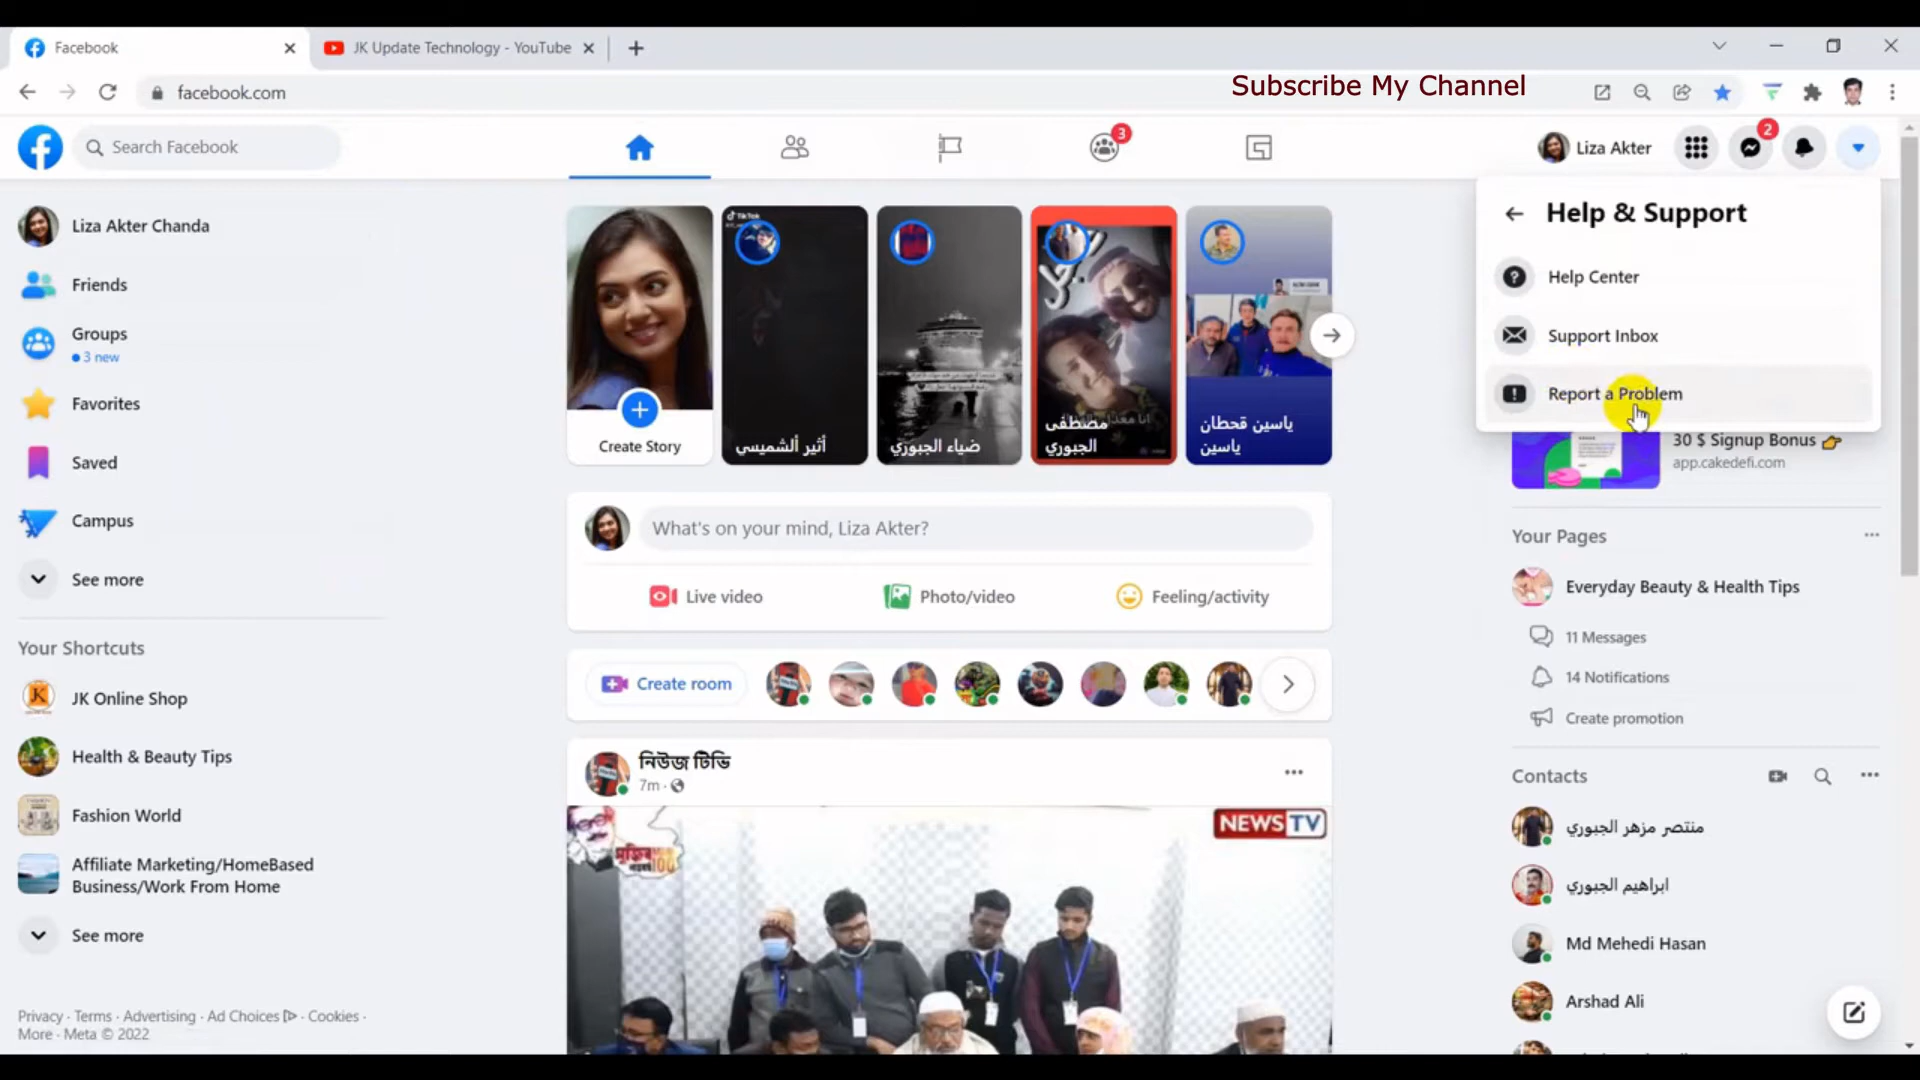 Facebook
JK Update Technology - YouTube
facebook.com
Subscribe My Channel
Search Facebook
3
Liza Akter
2
Liza Akter Chanda
Friends
Groups
3 new
Favorites
Saved
Campus
See more
Your Shortcuts
JK Online Shop
Health & Beauty Tips
Fashion World
Affiliate Marketing/HomeBased
Business/Work From Home
See more
Privacy · Terms · Advertising · Ad Choices · Cookies ·
More · Meta © 2022
Create Story
TikTok
أثير ألشميسي
ضياء الجبوري
مصطفى
الجبوري
ياسين قحطان
ياسين
What's on your mind, Liza Akter?
Live video
Photo/video
Feeling/activity
Create room
নিউজ টিভি
7m ·
NEWS TV
Help & Support
Help Center
Support Inbox
Report a Problem
30 $ Signup Bonus
app.cakedefi.com
Your Pages
Everyday Beauty & Health Tips
11 Messages
14 Notifications
Create promotion
Contacts
منتصر مزهر الجبوري
ابراهيم الجبوري
Md Mehedi Hasan
Arshad Ali